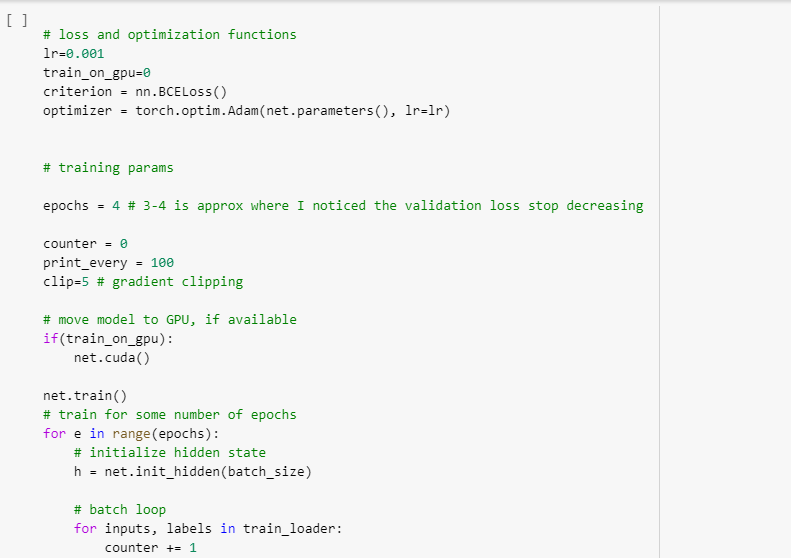 [ ]
# loss and optimization functions
lr=0.001
train_on_gpu=0
criterion = nn.BCELoss()
optimizer = torch.optim.Adam(net.parameters(), lr=lr)
# training params
epochs = 4 # 3-4 is approx where I noticed the validation loss stop decreasing
counter = 0
print_every = 100
clip=5 # gradient clipping
# move model to GPU, if available
if(train_on_gpu):
    net.cuda()
net.train()
# train for some number of epochs
for e in range(epochs):
    # initialize hidden state
    h = net.init_hidden(batch_size)
    # batch loop
    for inputs, labels in train_loader:
        counter += 1